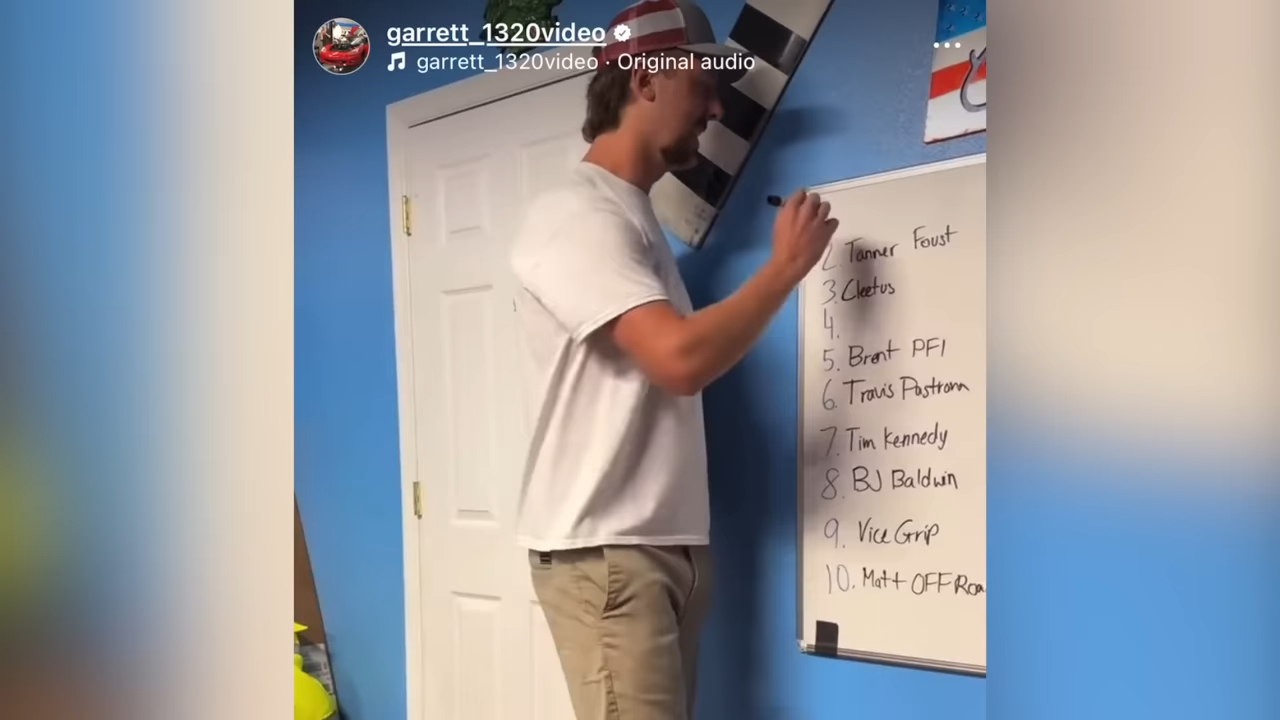 garrett_1320video
garrett_1320video · Original audio
2 Tanner Foust
3. Cleetus
4.
5. Brent PFI
6. Travis Pastrana
7. Tim Kennedy
8. BJ Baldwin
9. Vice Grip
10. Matt OFF Roa